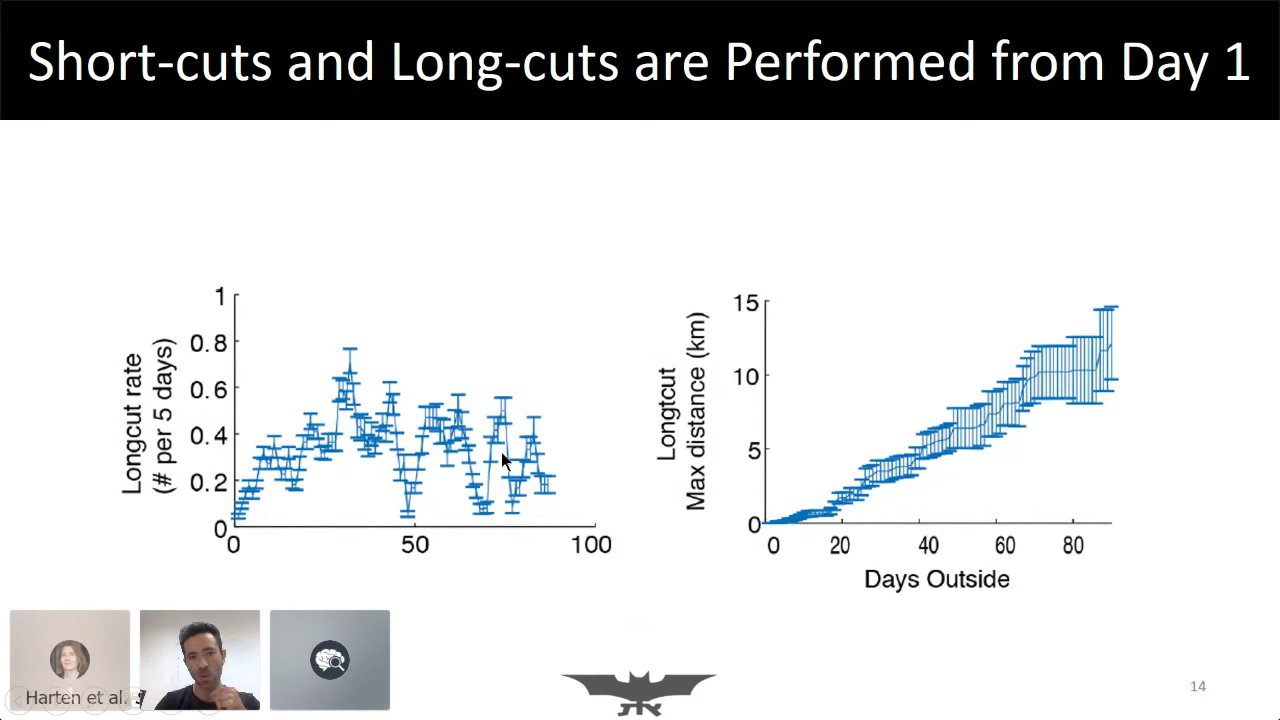 Short-cuts and Long-cuts are Performed from Day 1
Longcut rate
(# per 5 days)
1
0.8
0.6
0.4
0.2
0
0
50
100
Longtcut
Max distance (km)
15
10
5
0
0
20
40
60
80
Days Outside
Harten et al.
14